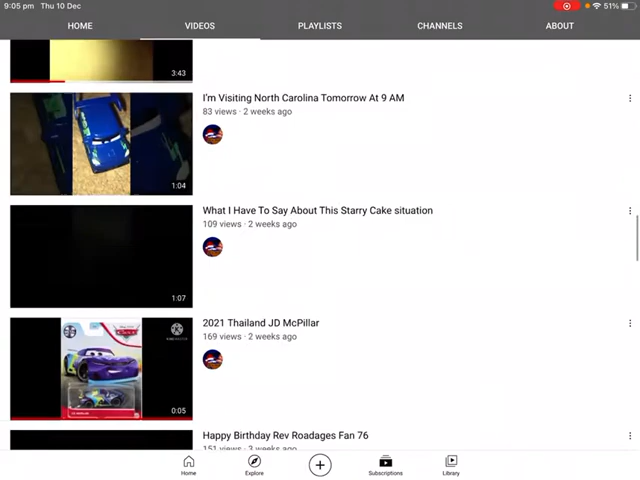 9:05 pm Thu 10 Dec
51%
HOME VIDEOS PLAYLISTS CHANNELS ABOUT
3:43
I'm Visiting North Carolina Tomorrow At 9 AM
83 views · 2 weeks ago
1:04
What I Have To Say About This Starry Cake situation
109 views · 2 weeks ago
1:07
2021 Thailand JD McPillar
169 views · 2 weeks ago
0:05
Happy Birthday Rev Roadages Fan 76
151 views · 3 weeks ago
Home Explore Subscriptions Library